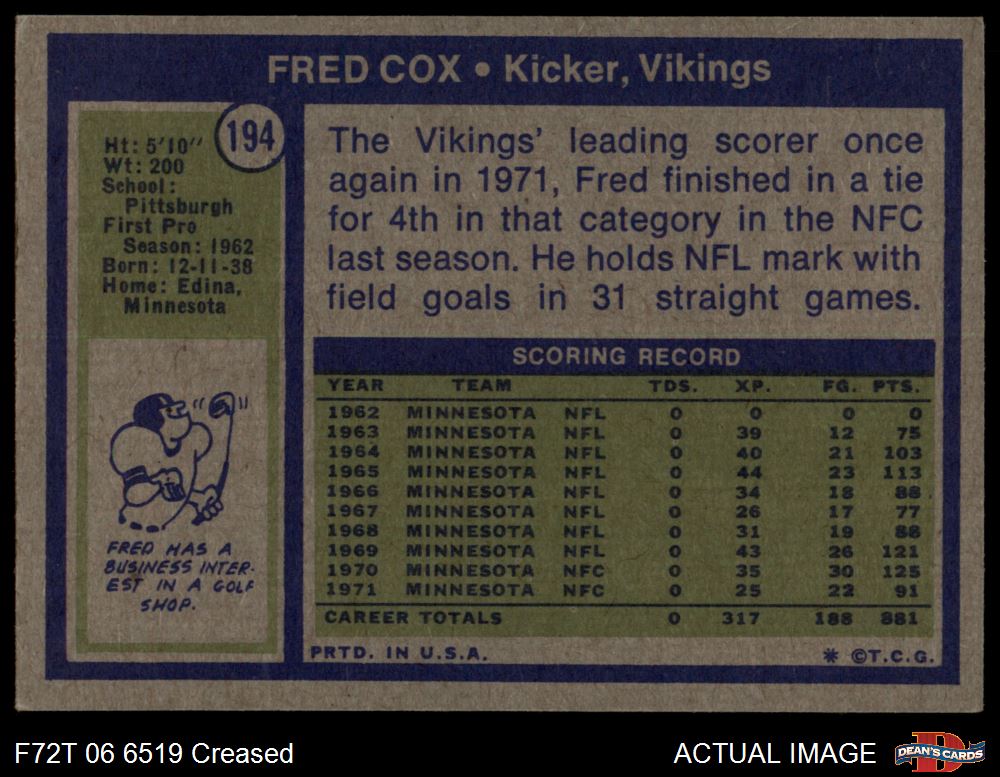 FRED COX • Kicker, Vikings
194
Ht: 5'10"
Wt: 200
School:
Pittsburgh
First Pro
Season: 1962
Born: 12-11-38
Home: Edina,
Minnesota
The Vikings' leading scorer once
again in 1971, Fred finished in a tie
for 4th in that category in the NFC
last season. He holds NFL mark with
field goals in 31 straight games.
FRED HAS A
BUSINESS INTER-
EST IN A GOLF
SHOP.
SCORING RECORD
YEAR TEAM TDS. XP. FG. PTS.
1962 MINNESOTA NFL 0 0 0 0
1963 MINNESOTA NFL 0 39 12 75
1964 MINNESOTA NFL 0 40 21 103
1965 MINNESOTA NFL 0 44 23 113
1966 MINNESOTA NFL 0 34 18 88
1967 MINNESOTA NFL 0 26 17 77
1968 MINNESOTA NFL 0 31 19 88
1969 MINNESOTA NFL 0 43 26 121
1970 MINNESOTA NFC 0 35 30 125
1971 MINNESOTA NFC 0 25 22 91
CAREER TOTALS 0 317 188 881
PRTD. IN U.S.A. * ©T.C.G.
F72T 06 6519 Creased
ACTUAL IMAGE
D
DEAN'S CARDS